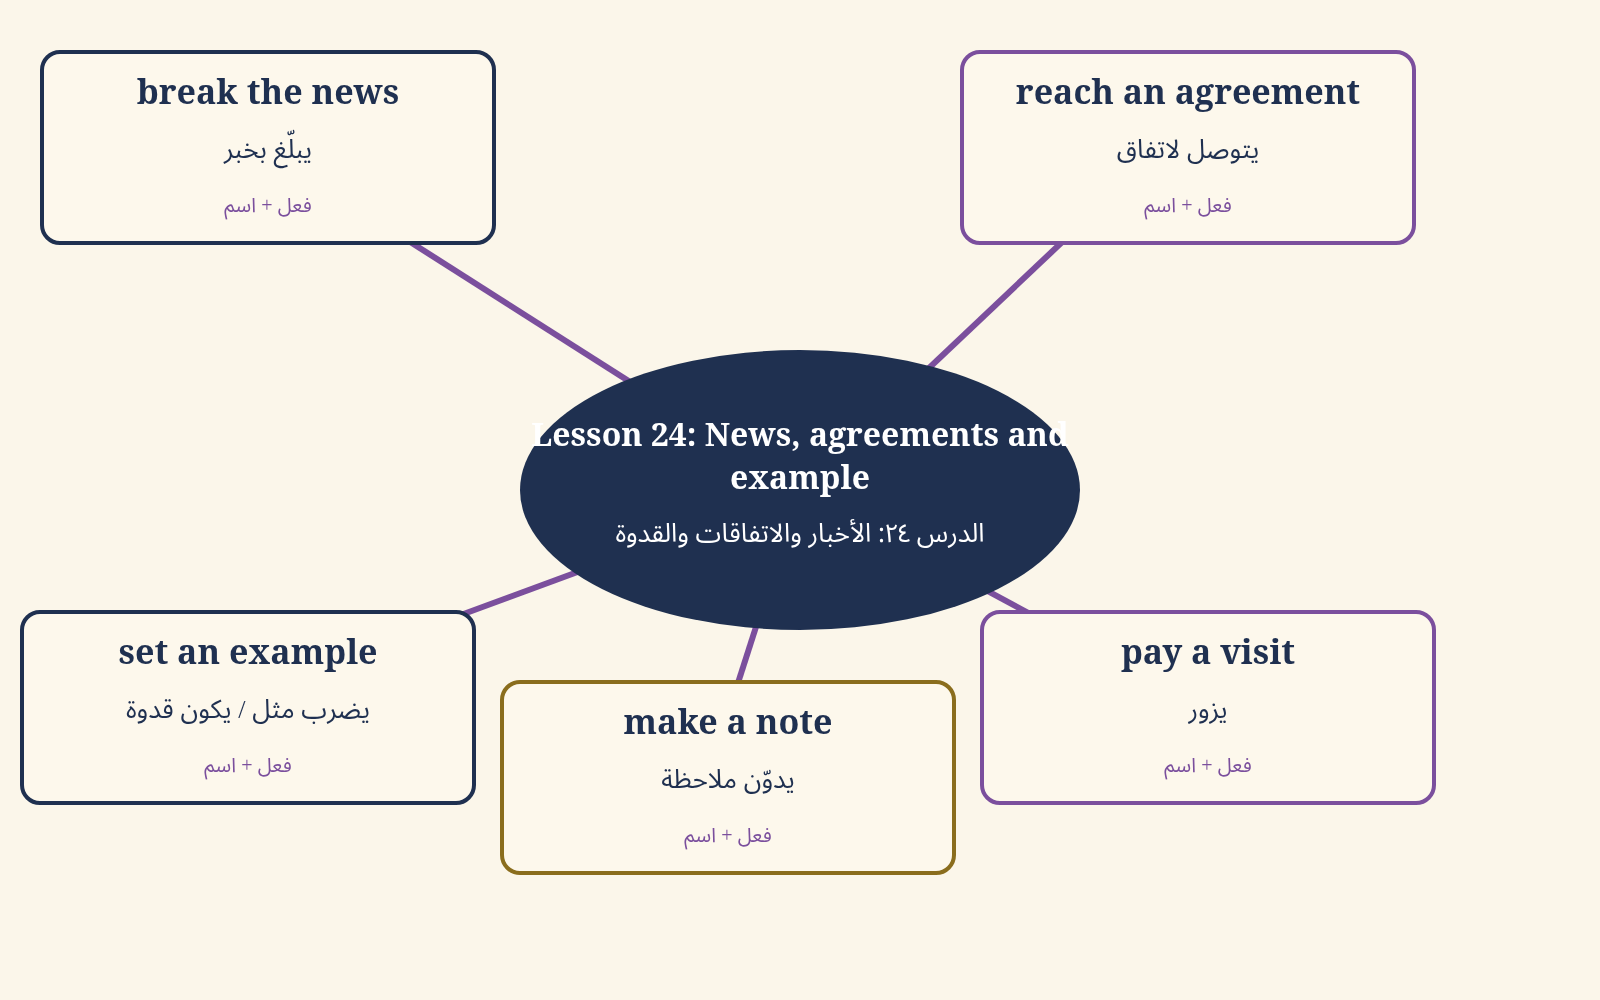 break the news
يبلّغ بخبر
فعل + اسم
reach an agreement
يتوصل لاتفاق
فعل + اسم
Lesson 24: News, agreements and
example
الدرس ٢٤: الأخبار والاتفاقات والقدوة
set an example
يضرب مثل / يكون قدوة
فعل + اسم
make a note
يدوّن ملاحظة
فعل + اسم
pay a visit
يزور
فعل + اسم